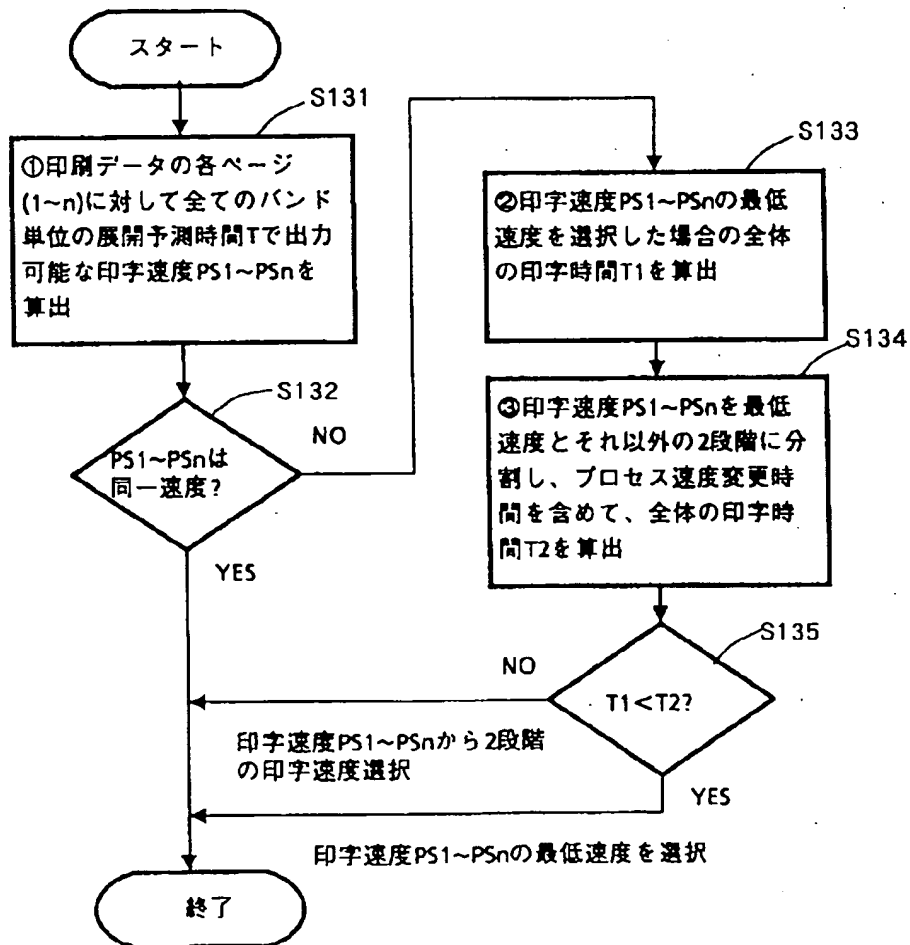 スタート
S131
①印刷データの各ページ
(1~n)に対して全てのバンド
単位の展開予測時間Tで出力
可能な印字速度PS1~PSnを
算出
S132
PS1~PSnは
同一速度?
NO
YES
S133
②印字速度PS1~PSnの最低
速度を選択した場合の全体
の印字時間T1を算出
S134
③印字速度PS1~PSnを最低
速度とそれ以外の2段階に分
割し、プロセス速度変更時
間を含めて、全体の印字時
間T2を算出
S135
T1<T2?
NO
印字速度PS1~PSnから2段階
の印字速度選択
YES
印字速度PS1~PSnの最低速度を選択
終了